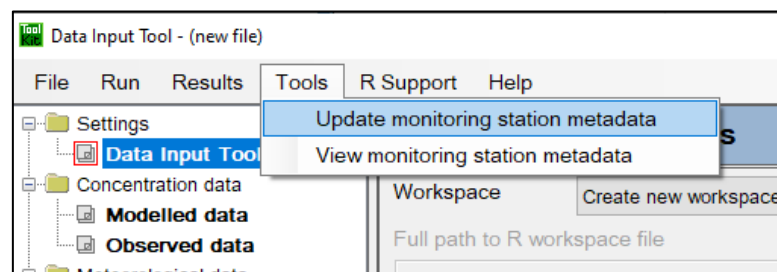 Tool Kit Data Input Tool - (new file)
File Run Results Tools R Support Help
Settings
Update monitoring station metadata
Data Input Tool
View monitoring station metadata
Concentration data
Modelled data
Observed data
Workspace Create new workspace
Full path to R workspace file